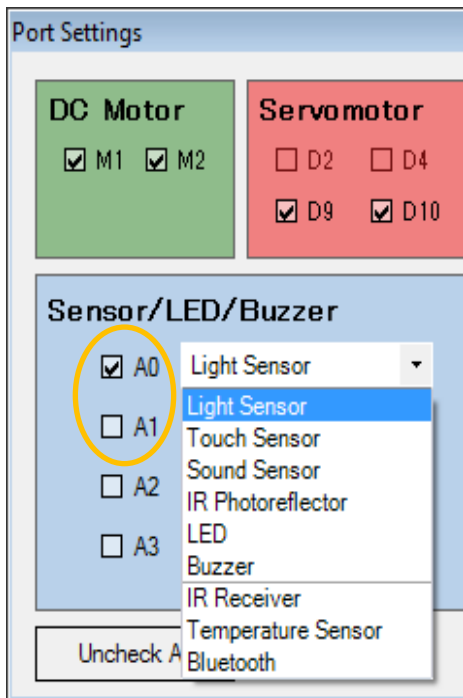 Port Settings
DC Motor
M1 M2
Servomotor
D2 D4
D9 D10
Sensor/LED/Buzzer
A0 Light Sensor
Light Sensor
A1
Touch Sensor
Sound Sensor
A2
IR Photoreflector
LED
A3
Buzzer
IR Receiver
Temperature Sensor
Uncheck A
Bluetooth